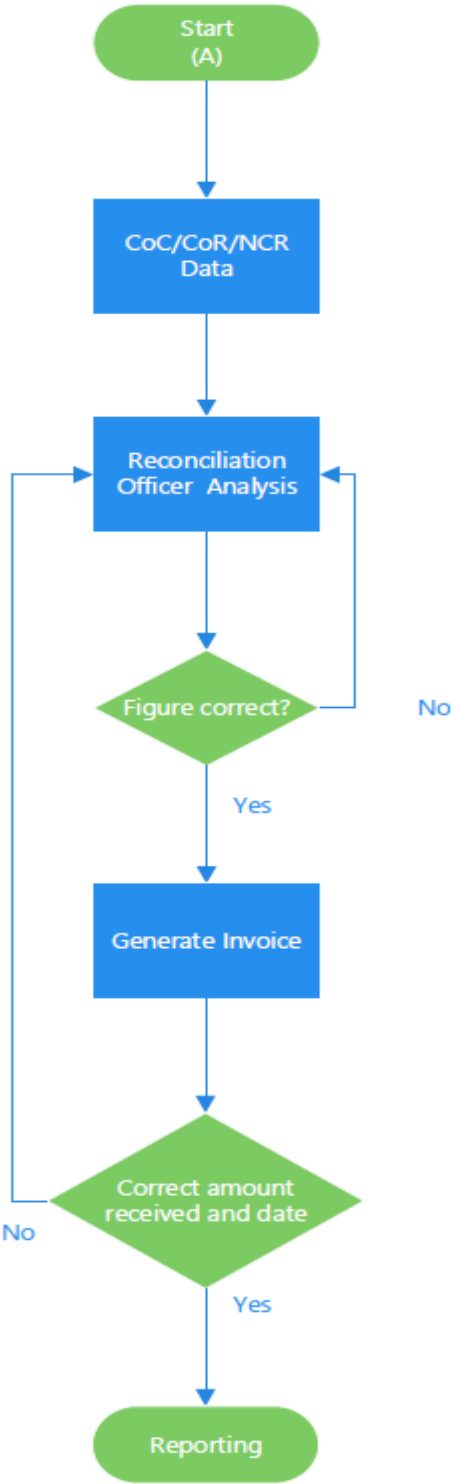 Start
(A)
CoC/CoR/NCR
Data
Reconciliation
Officer Analysis
Figure correct?
No
Yes
Generate Invoice
Correct amount
received and date
No
Yes
Reporting